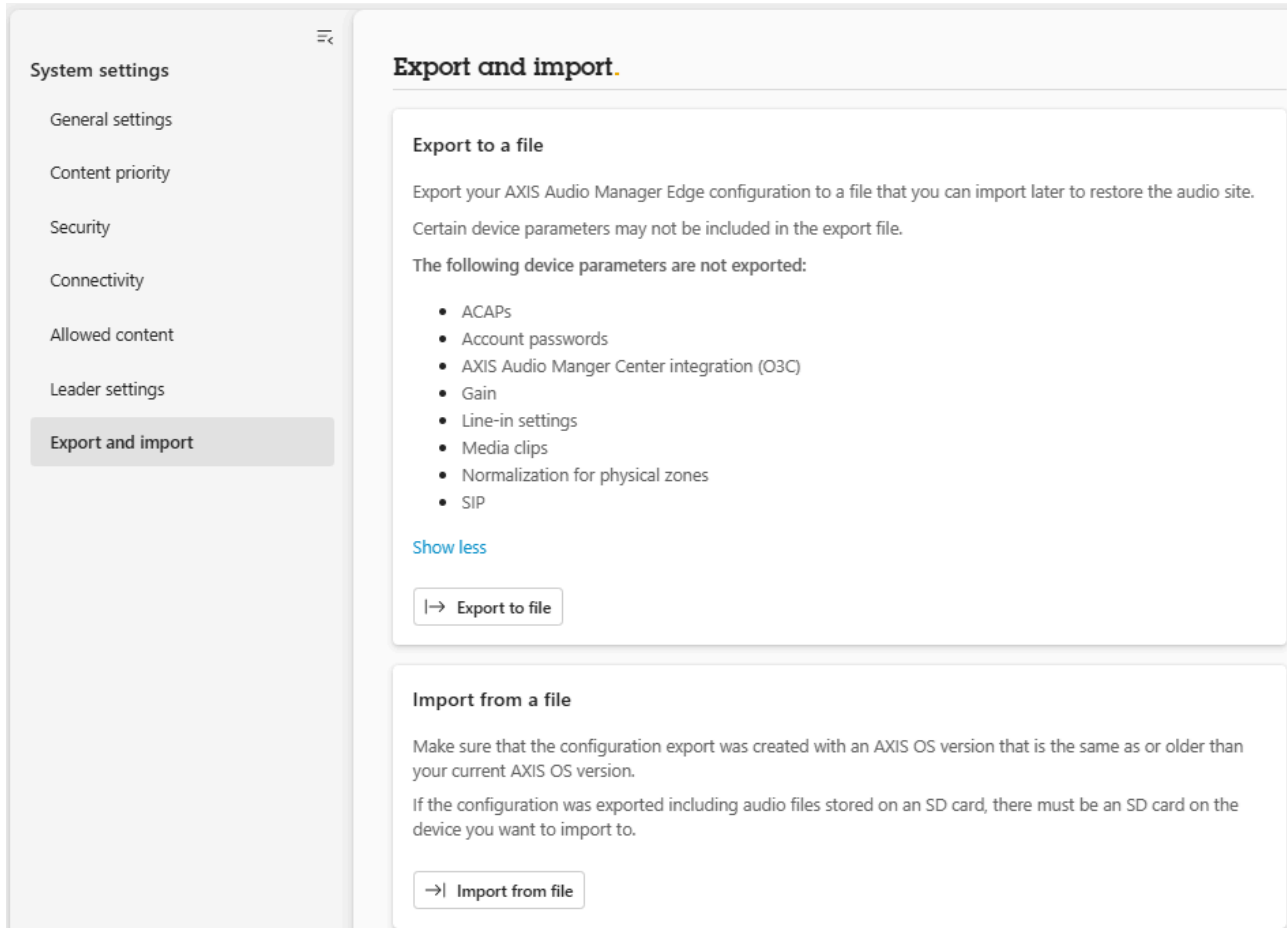 System settings
General settings
Content priority
Security
Connectivity
Allowed content
Leader settings
Export and import
Export and import.
Export to a file
Export your AXIS Audio Manager Edge configuration to a file that you can import later to restore the audio site.
Certain device parameters may not be included in the export file.
The following device parameters are not exported:
• ACAPs
• Account passwords
• AXIS Audio Manger Center integration (O3C)
• Gain
• Line-in settings
• Media clips
• Normalization for physical zones
• SIP
Show less
Export to file
Import from a file
Make sure that the configuration export was created with an AXIS OS version that is the same as or older than
your current AXIS OS version.
If the configuration was exported including audio files stored on an SD card, there must be an SD card on the
device you want to import to.
Import from file